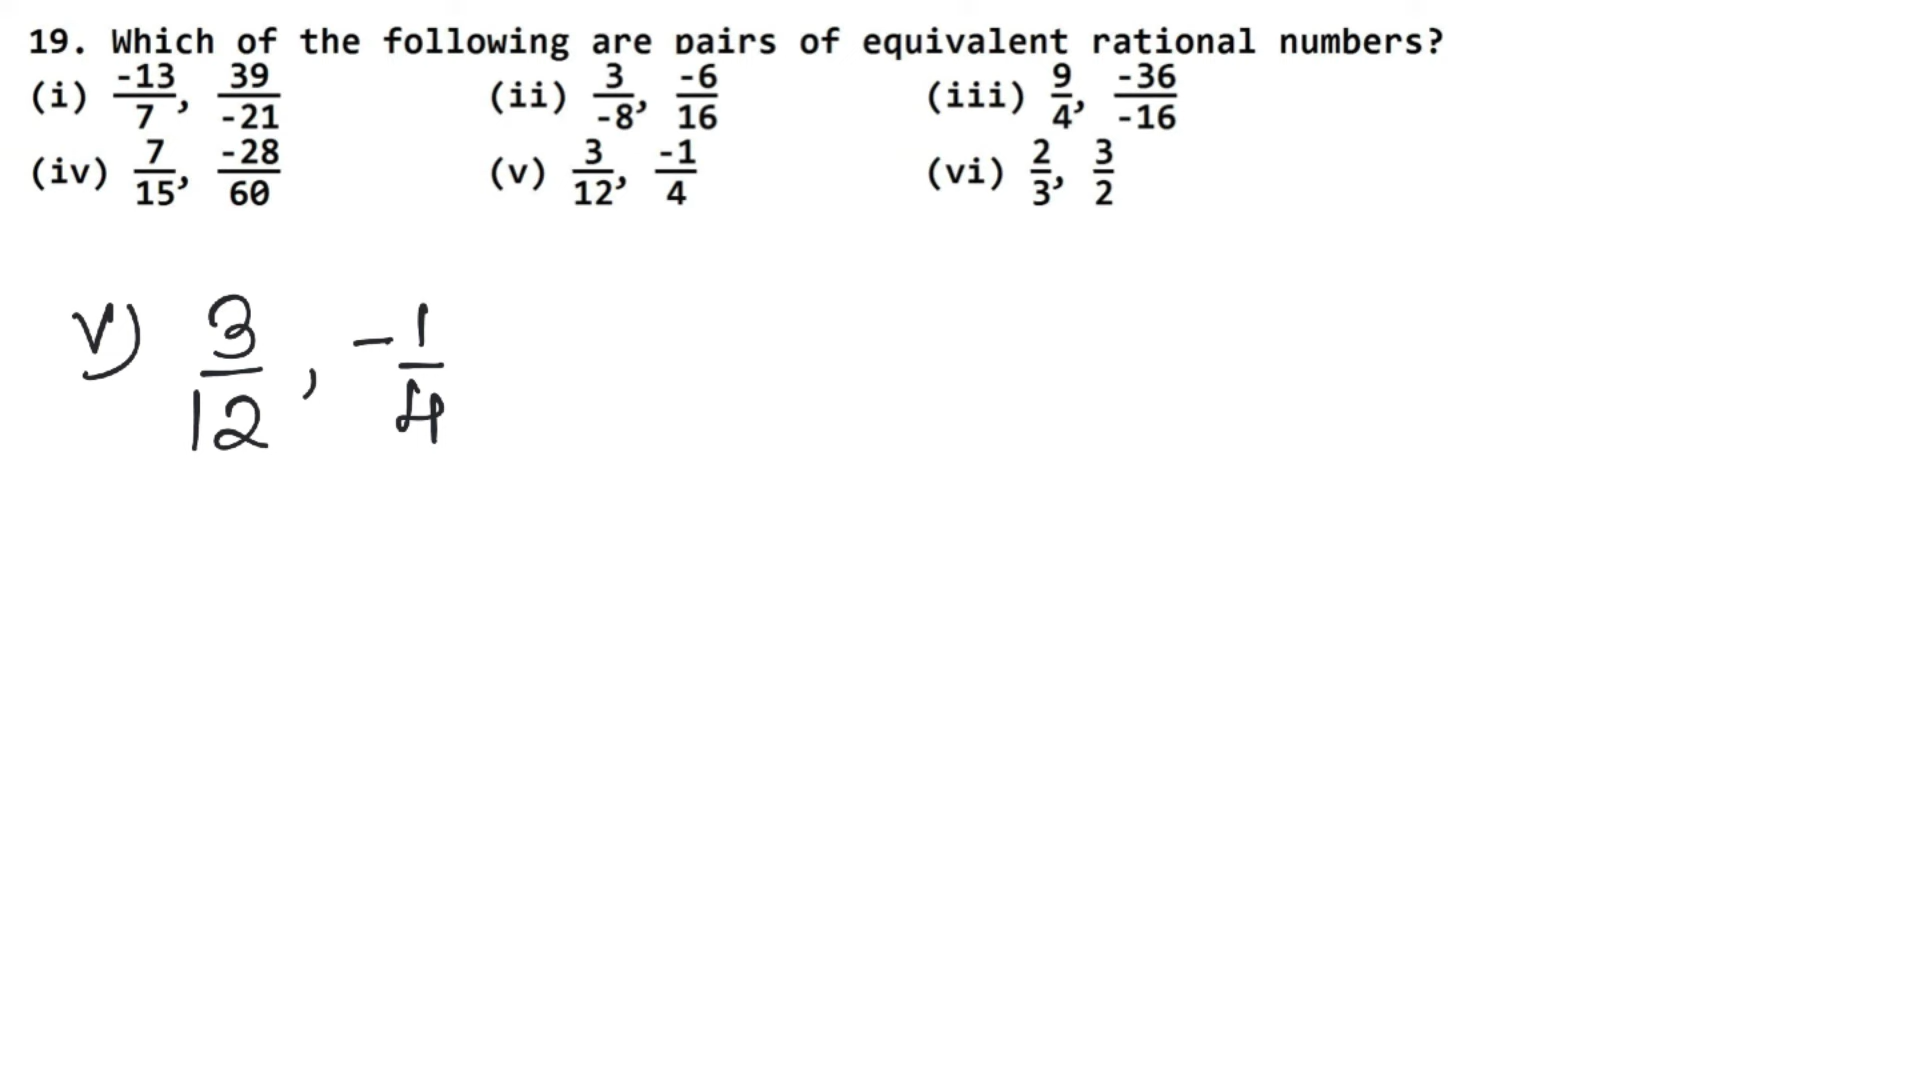 19. Which of the following are pairs of equivalent rational numbers?
(i) -13/7, 39/-21 (ii) 3/-8, -6/16 (iii) 9/4, -36/-16
(iv) 7/15, -28/60 (v) 3/12, -1/4 (vi) 2/3, 3/2
v) 3/12, -1/4